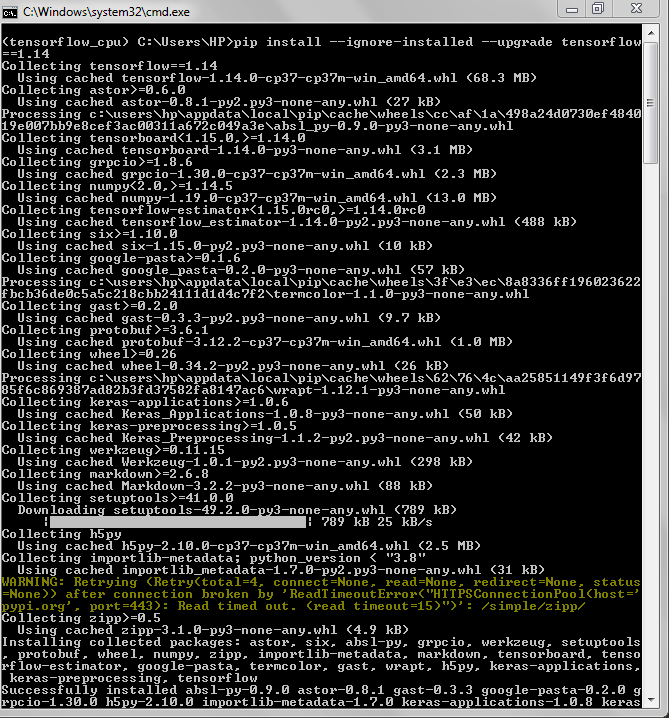 C:\Windows\system32\cmd.exe
(tensorflow_cpu) C:\Users\HP>pip install --ignore-installed --upgrade tensorflow
==1.14
Collecting tensorflow==1.14
  Using cached tensorflow-1.14.0-cp37-cp37m-win_amd64.whl (68.3 MB)
Collecting astor>=0.6.0
  Using cached astor-0.8.1-py2.py3-none-any.whl (27 kB)
Processing c:\users\hp\appdata\local\pip\cache\wheels\cc\af\1a\498a24d0730ef4840
19e007bb9e8cef3ac00311a672c049a3e\absl_py-0.9.0-py3-none-any.whl
Collecting tensorboard<1.15.0,>=1.14.0
  Using cached tensorboard-1.14.0-py3-none-any.whl (3.1 MB)
Collecting grpcio>=1.8.6
  Using cached grpcio-1.30.0-cp37-cp37m-win_amd64.whl (2.3 MB)
Collecting numpy<2.0,>=1.14.5
  Using cached numpy-1.19.0-cp37-cp37m-win_amd64.whl (13.0 MB)
Collecting tensorflow-estimator<1.15.0rc0,>=1.14.0rc0
  Using cached tensorflow_estimator-1.14.0-py2.py3-none-any.whl (488 kB)
Collecting six>=1.10.0
  Using cached six-1.15.0-py2.py3-none-any.whl (10 kB)
Collecting google-pasta>=0.1.6
  Using cached google_pasta-0.2.0-py3-none-any.whl (57 kB)
Processing c:\users\hp\appdata\local\pip\cache\wheels\3f\e3\ec\8a8336ff196023622
fbcb36de0c5a5c218cbb24111d1d4c7f2\termcolor-1.1.0-py3-none-any.whl
Collecting gast>=0.2.0
  Using cached gast-0.3.3-py2.py3-none-any.whl (9.7 kB)
Collecting protobuf>=3.6.1
  Using cached protobuf-3.12.2-cp37-cp37m-win_amd64.whl (1.0 MB)
Collecting wheel>=0.26
  Using cached wheel-0.34.2-py2.py3-none-any.whl (26 kB)
Processing c:\users\hp\appdata\local\pip\cache\wheels\62\76\4c\aa25851149f3f6d97
85f6c869387ad82b3fd37582fa8147ac6\wrapt-1.12.1-py3-none-any.whl
Collecting keras-applications>=1.0.6
  Using cached Keras_Applications-1.0.8-py3-none-any.whl (50 kB)
Collecting keras-preprocessing>=1.0.5
  Using cached Keras_Preprocessing-1.1.2-py2.py3-none-any.whl (42 kB)
Collecting werkzeug>=0.11.15
  Using cached Werkzeug-1.0.1-py2.py3-none-any.whl (298 kB)
Collecting markdown>=2.6.8
  Using cached Markdown-3.2.2-py3-none-any.whl (88 kB)
Collecting setuptools>=41.0.0
  Downloading setuptools-49.2.0-py3-none-any.whl (789 kB)
     |████████████████████████████████| 789 kB 25 kB/s
Collecting h5py
  Using cached h5py-2.10.0-cp37-cp37m-win_amd64.whl (2.5 MB)
Collecting importlib-metadata; python_version < "3.8"
  Using cached importlib_metadata-1.7.0-py2.py3-none-any.whl (31 kB)
WARNING: Retrying (Retry(total=4, connect=None, read=None, redirect=None, status
=None)) after connection broken by 'ReadTimeoutError("HTTPSConnectionPool(host='
pypi.org', port=443): Read timed out. (read timeout=15)")': /simple/zipp/
Collecting zipp>=0.5
  Using cached zipp-3.1.0-py3-none-any.whl (4.9 kB)
Installing collected packages: astor, six, absl-py, grpcio, werkzeug, setuptools
, protobuf, wheel, numpy, zipp, importlib-metadata, markdown, tensorboard, tenso
rflow-estimator, google-pasta, termcolor, gast, wrapt, h5py, keras-applications,
 keras-preprocessing, tensorflow
Successfully installed absl-py-0.9.0 astor-0.8.1 gast-0.3.3 google-pasta-0.2.0 g
rpcio-1.30.0 h5py-2.10.0 importlib-metadata-1.7.0 keras-applications-1.0.8 keras